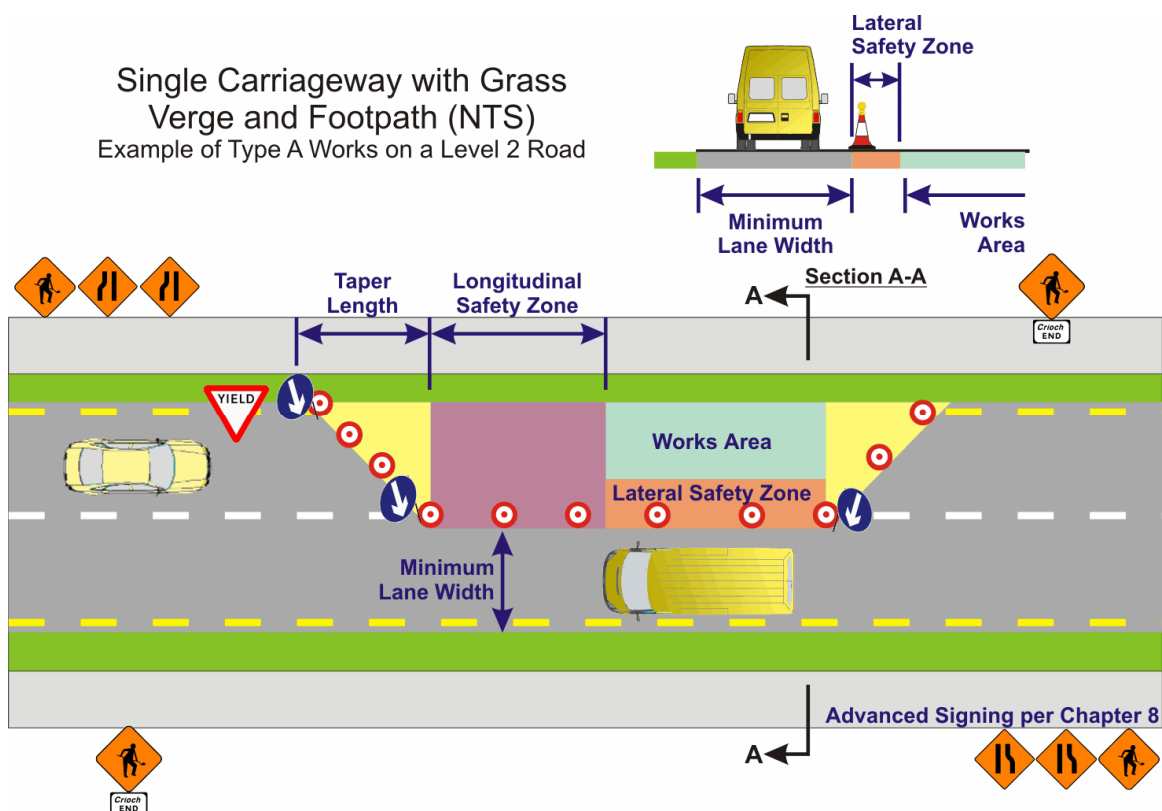 Single Carriageway with Grass
Verge and Footpath (NTS)
Example of Type A Works on a Level 2 Road
Lateral
Safety Zone
Minimum
Lane Width
Works
Area
Section A-A
Taper
Length
Longitudinal
Safety Zone
A
Crioch
END
YIELD
Works Area
Lateral Safety Zone
Minimum
Lane Width
Advanced Signing per Chapter 8
A
Crioch
END